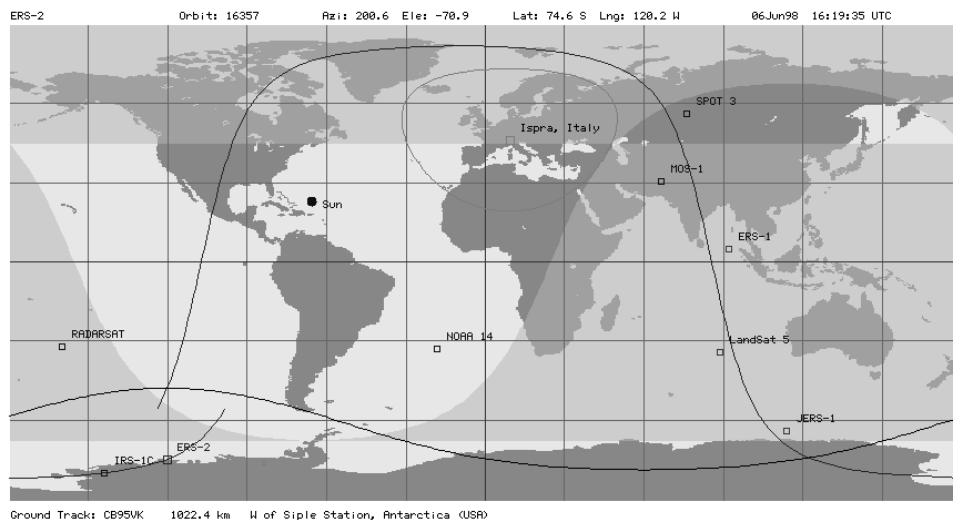 ERS-2 Orbit: 16357 Azi: 200.6 Ele: -70.9 Lat: 74.6 S Lng: 120.2 W 06Jun98 16:19:35 UTC
SPOT 3
Ispra, Italy
MOS-1
Sun
ERS-1
RADARSAT
NOAA 14
LandSat 5
JERS-1
ERS-2
IRS-1C
Ground Track: CB95VK 1022.4 km W of Siple Station, Antarctica (USA)